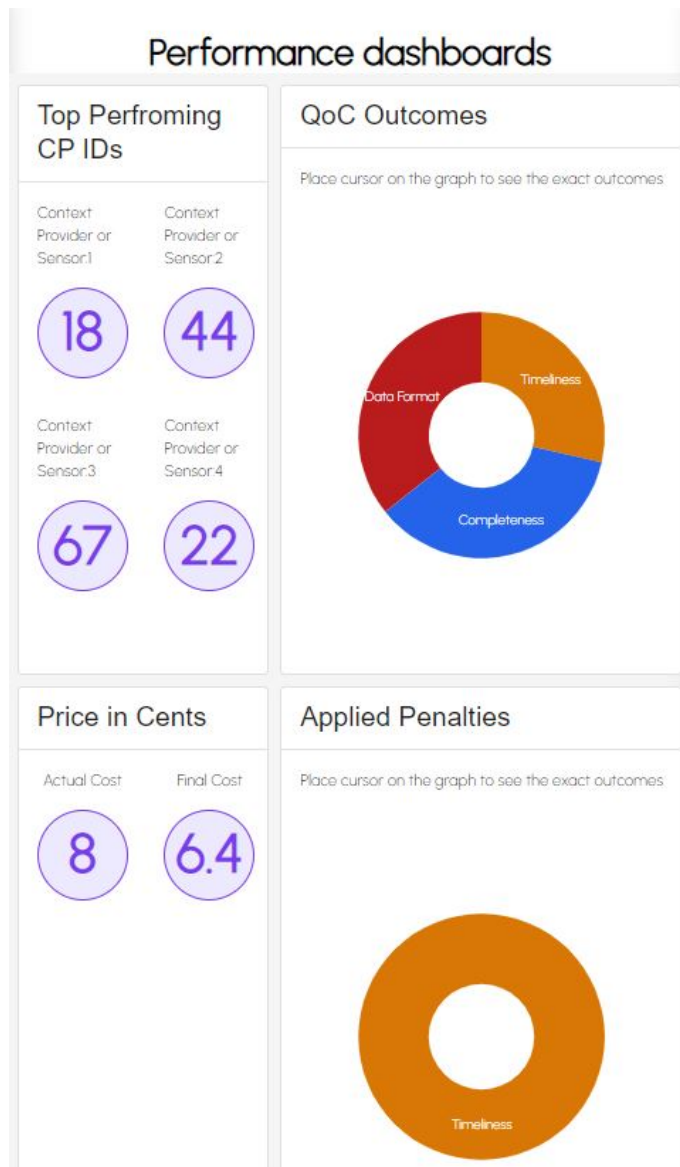 Performance dashboards
Top Perfroming
CP IDs
Context
Provider or
Sensor:1
Context
Provider or
Sensor:2
18
44
Context
Provider or
Sensor:3
Context
Provider or
Sensor:4
67
22
QoC Outcomes
Place cursor on the graph to see the exact outcomes
Timeliness
Data Format
Completeness
Price in Cents
Actual Cost
Final Cost
8
6.4
Applied Penalties
Place cursor on the graph to see the exact outcomes
Timeliness